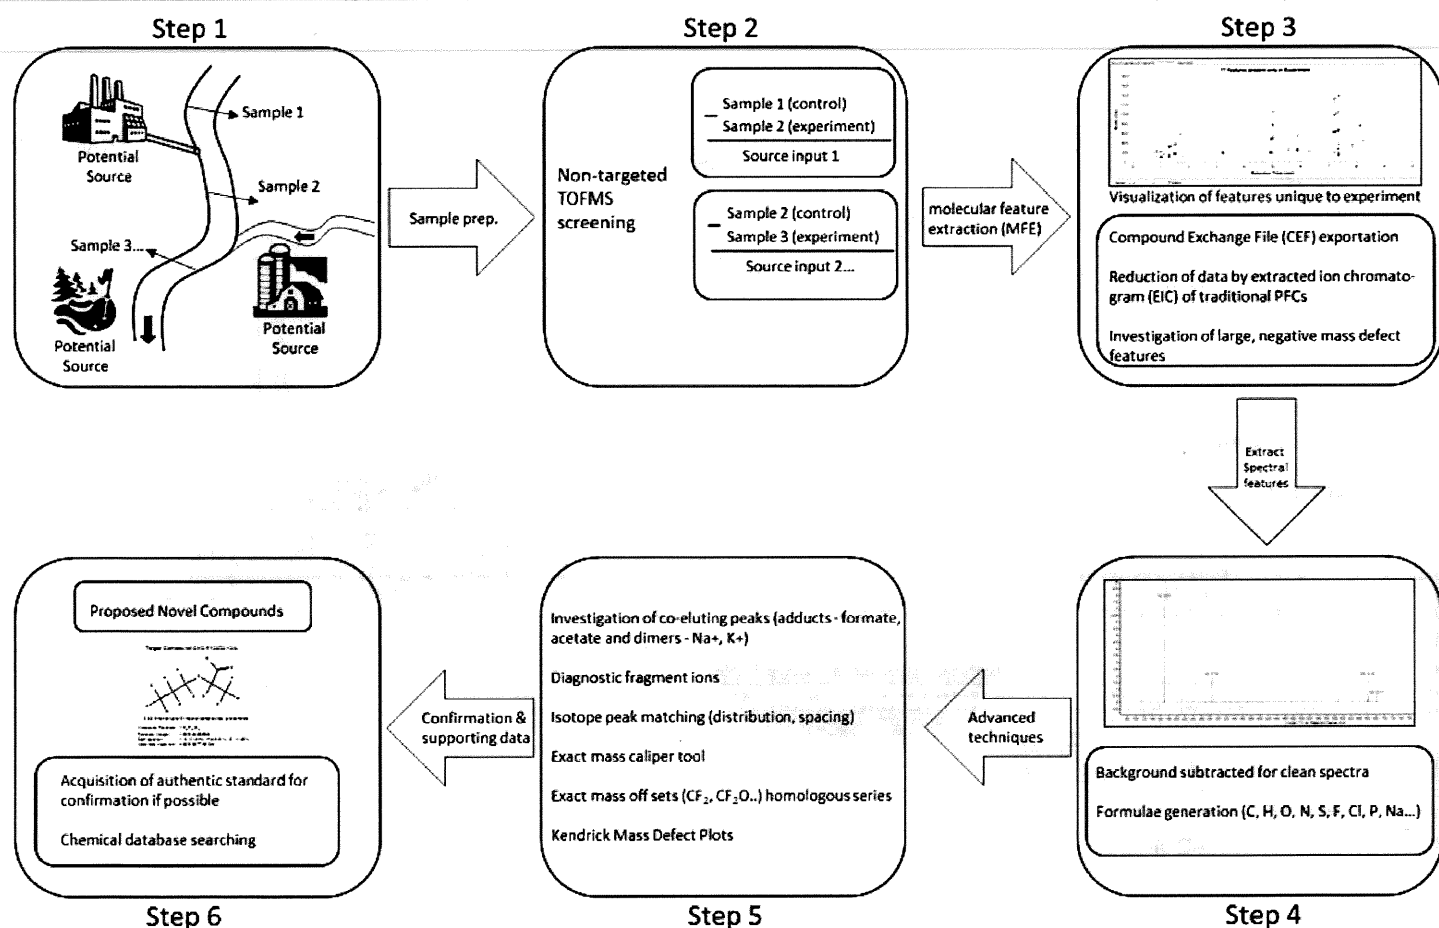 Step 1
Sample 1
Potential
Source
Sample 2
Sample 3...
Potential
Source
Potential
Source
Sample prep.
Step 2
Non-targeted
TOFMS
screening
Sample 1 (control)
— Sample 2 (experiment)
Source input 1
Sample 2 (control)
— Sample 3 (experiment)
Source input 2...
molecular feature
extraction (MFE)
Step 3
Visualization of features unique to experiment
Compound Exchange File (CEF) exportation
Reduction of data by extracted ion chromato-
gram (EIC) of traditional PFCs
Investigation of large, negative mass defect
features
Extract
Spectral
features
Background subtracted for clean spectra
Formulae generation (C, H, O, N, S, F, Cl, P, Na...)
Step 4
Advanced
techniques
Investigation of co-eluting peaks (adducts - formate,
acetate and dimers - Na+, K+)
Diagnostic fragment ions
Isotope peak matching (distribution, spacing)
Exact mass caliper tool
Exact mass off sets (CF₂, CF₂O..) homologous series
Kendrick Mass Defect Plots
Step 5
Confirmation &
supporting data
Proposed Novel Compounds
Acquisition of authentic standard for
confirmation if possible
Chemical database searching
Step 6